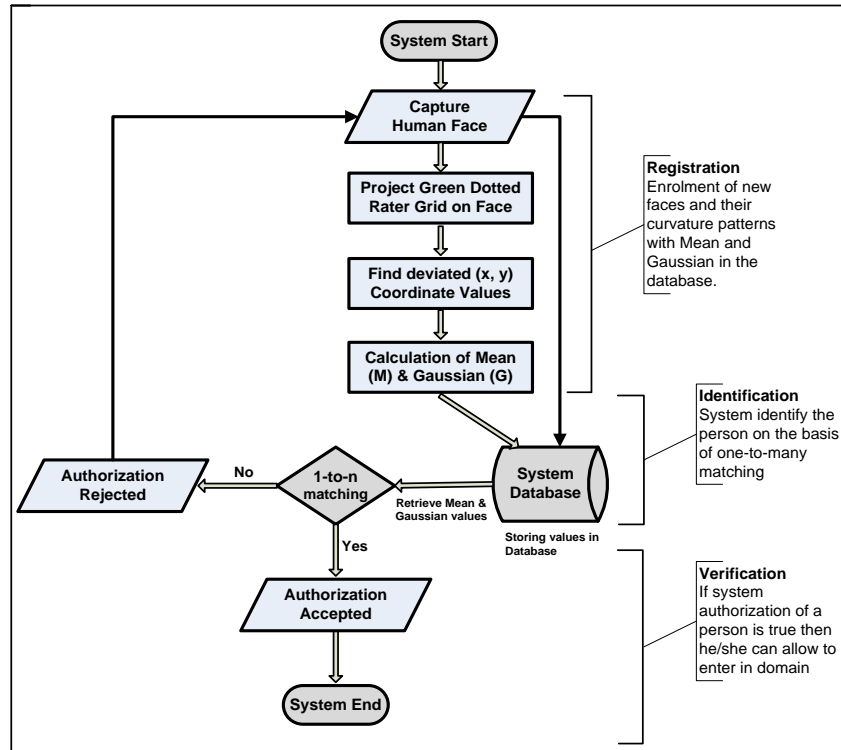 System Start
Capture
Human Face
Project Green Dotted
Rater Grid on Face
Find deviated (x, y)
Coordinate Values
Calculation of Mean
(M) & Gaussian (G)
Registration
Enrolment of new
faces and their
curvature patterns
with Mean and
Gaussian in the
database.
Identification
System identify the
person on the basis
of one-to-many
matching
Authorization
Rejected
No
1-to-n
matching
Retrieve Mean &
Gaussian values
System
Database
Storing values in
Database
Yes
Authorization
Accepted
System End
Verification
If system
authorization of a
person is true then
he/she can allow to
enter in domain